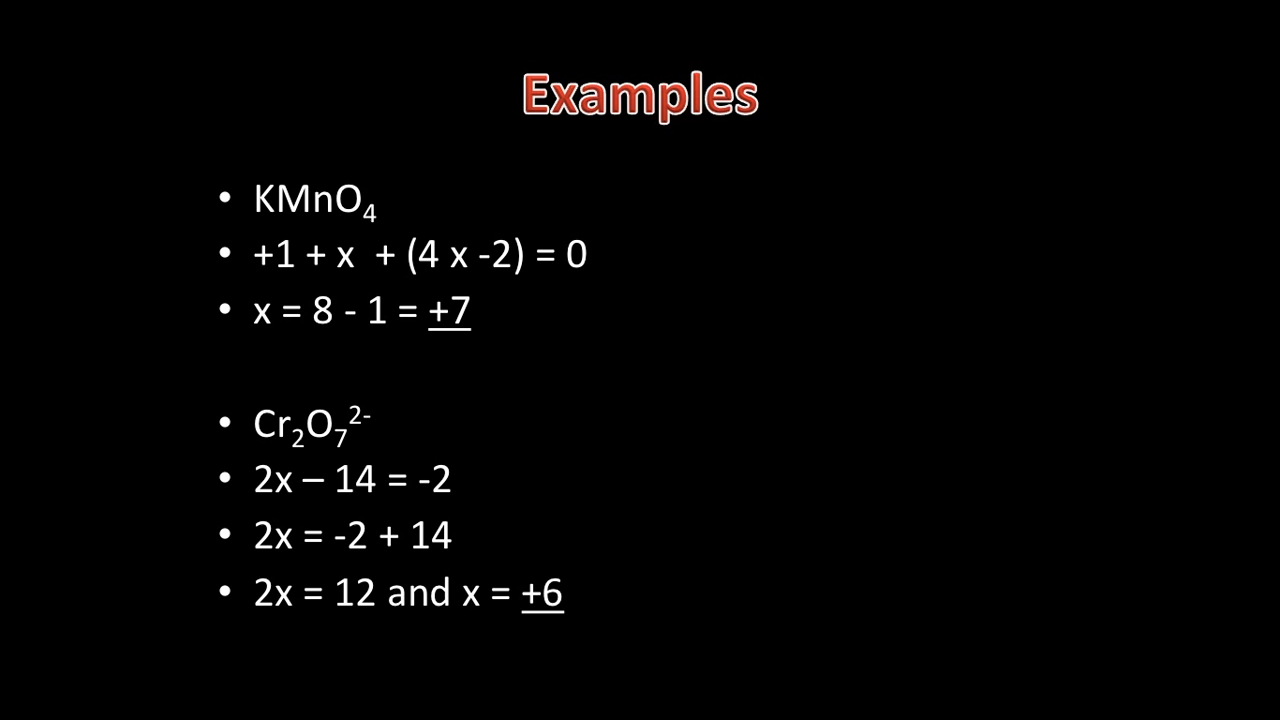 Examples
• KMnO₄
• +1 + x + (4 x -2) = 0
• x = 8 - 1 = +7
• Cr₂O₇²⁻
• 2x – 14 = -2
• 2x = -2 + 14
• 2x = 12 and x = +6